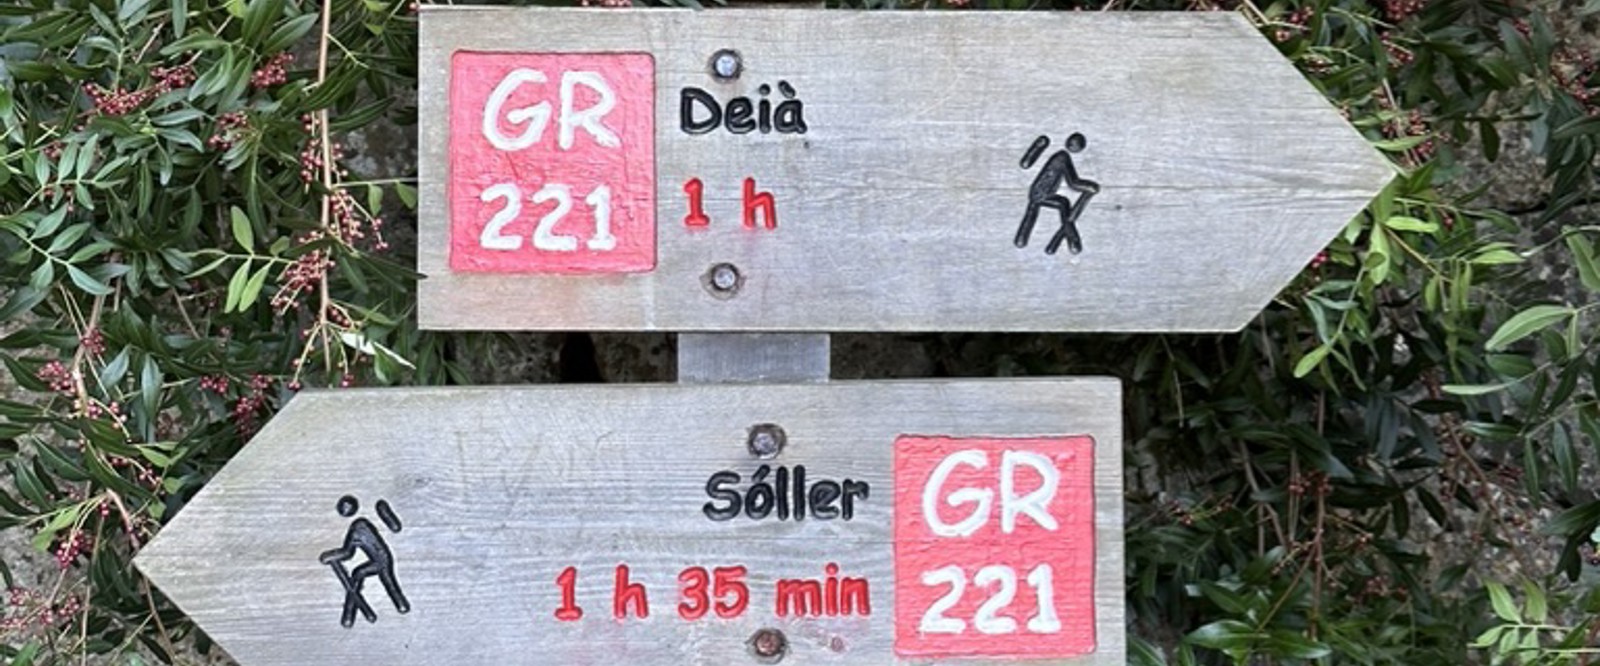 GR
221
Deià
1 h
Sóller
1 h 35 min
GR
221